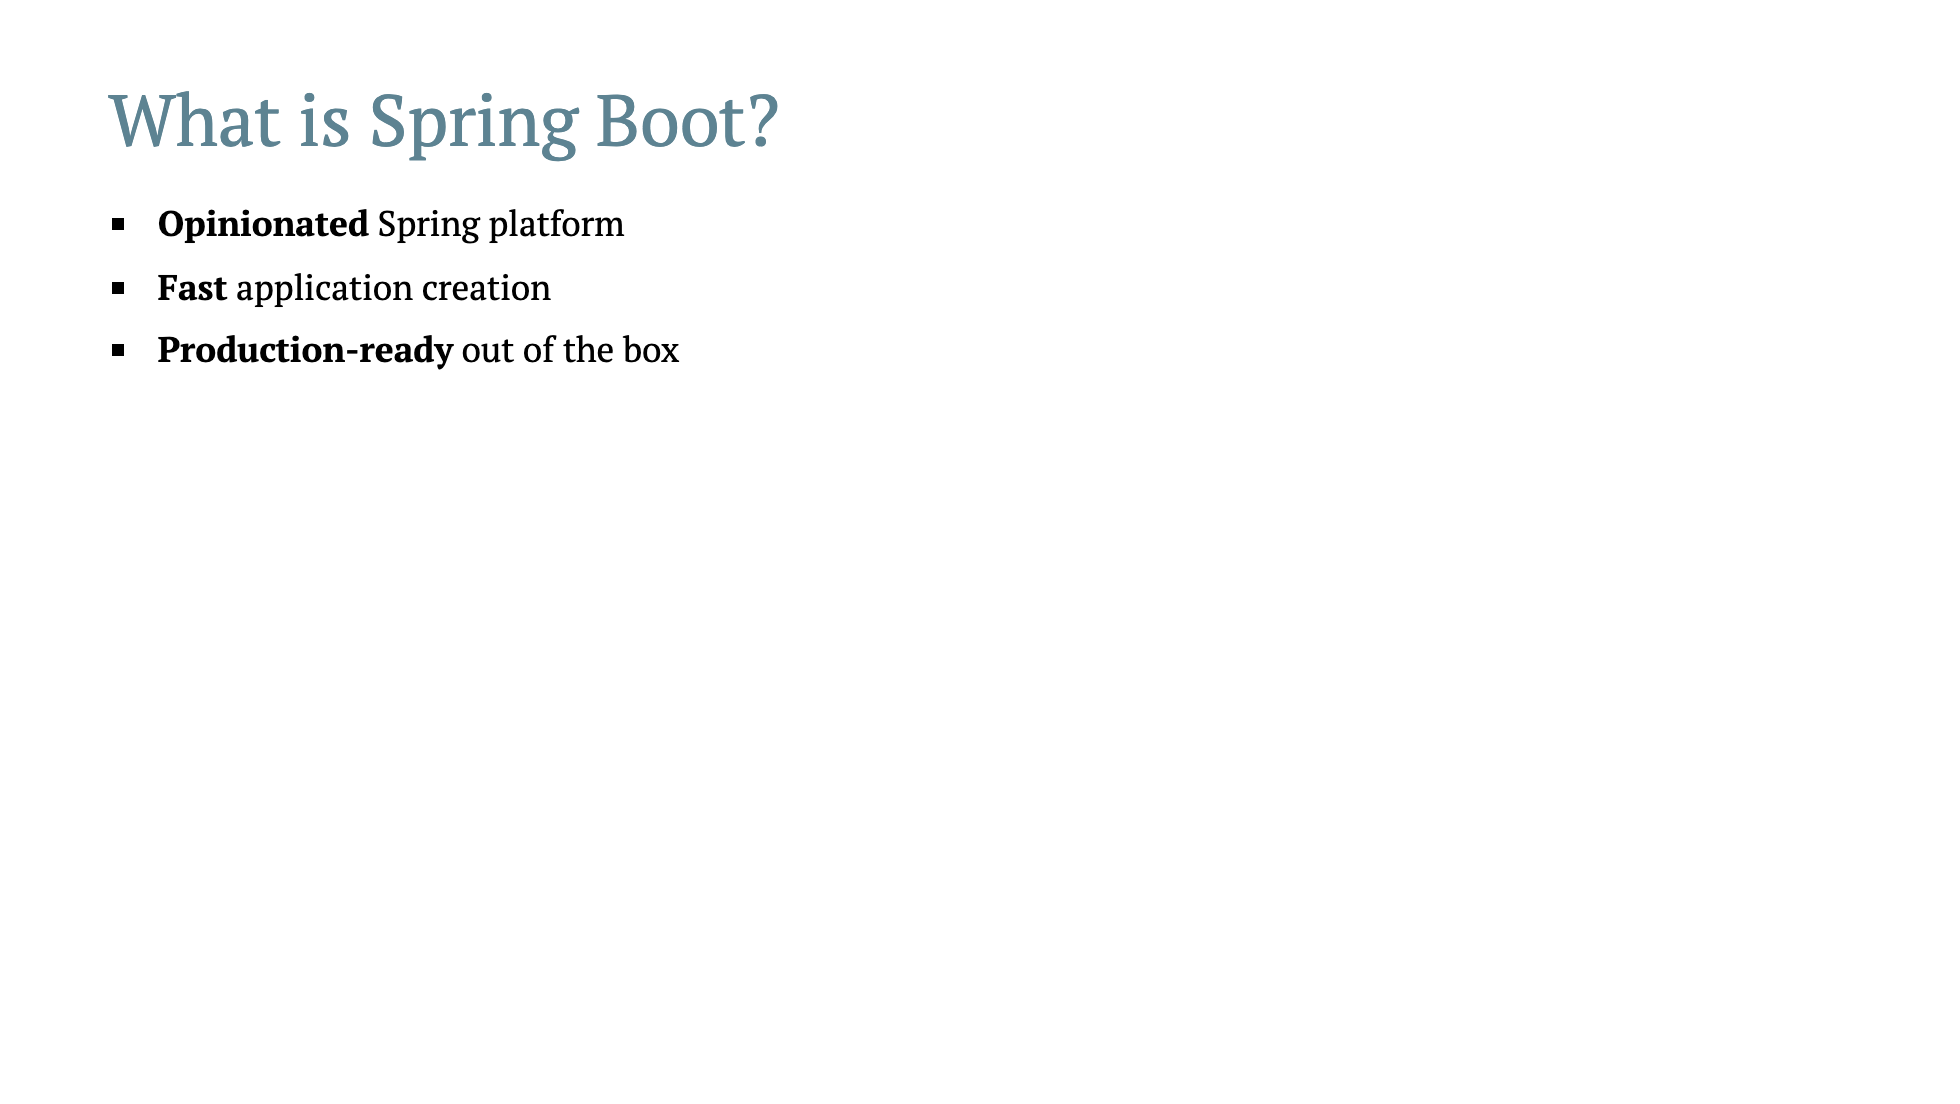 What is Spring Boot?
▪ Opinionated Spring platform
▪ Fast application creation
▪ Production-ready out of the box